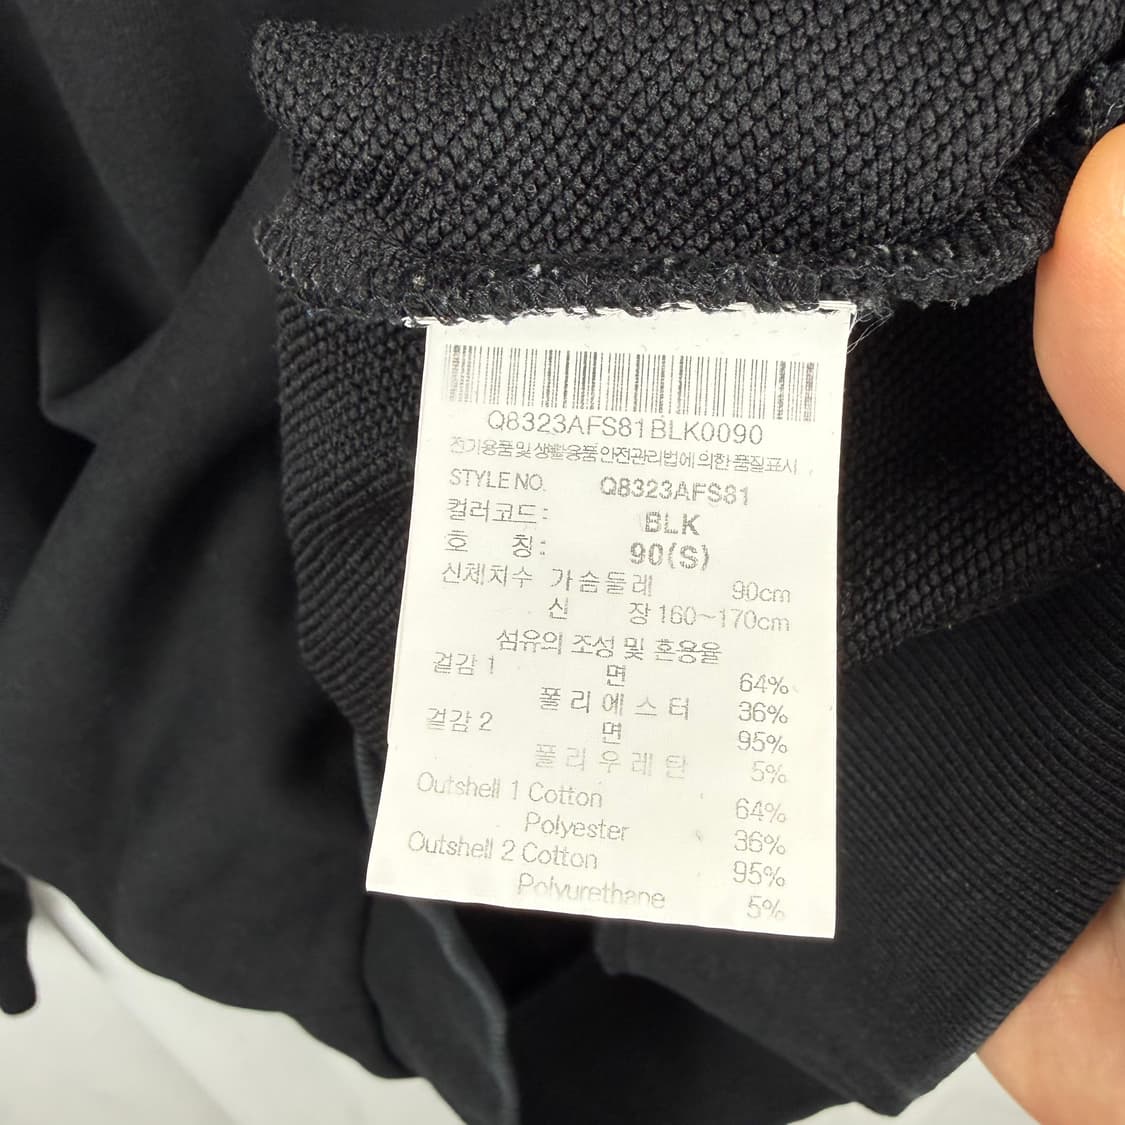 Q8323AFS81BLK0090
전기용품 및 생활용품 안전관리법에 의한 품질표시
STYLE NO. Q8323AFS81
컬러코드: BLK
호 칭: 90(S)
신체치수 가슴둘레 90cm
신 장 160~170cm
섬유의 조성 및 혼용율
겉감 1 면 64%
폴리에스터 36%
겉감 2 면 95%
폴리우레탄 5%
Outshell 1 Cotton 64%
Polyester 36%
Outshell 2 Cotton 95%
Polyurethane 5%